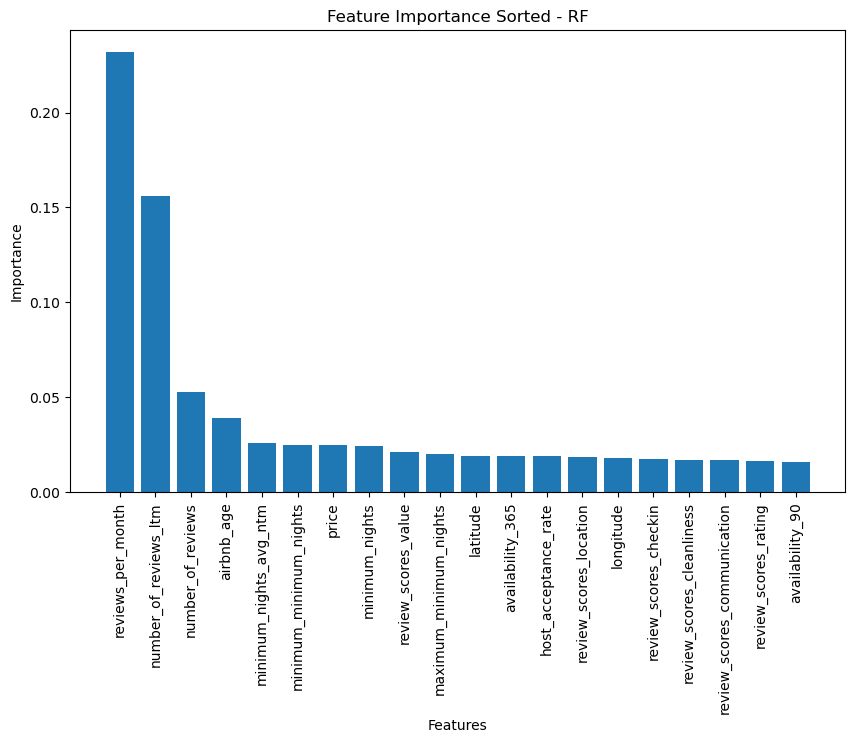 Feature Importance Sorted - RF
Importance
0.20
0.15
0.10
0.05
0.00
reviews_per_month
number_of_reviews_ltm
number_of_reviews
airbnb_age
minimum_nights_avg_ntm
minimum_minimum_nights
price
minimum_nights
review_scores_value
maximum_minimum_nights
latitude
availability_365
host_acceptance_rate
review_scores_location
longitude
review_scores_checkin
review_scores_cleanliness
review_scores_communication
review_scores_rating
availability_90
Features